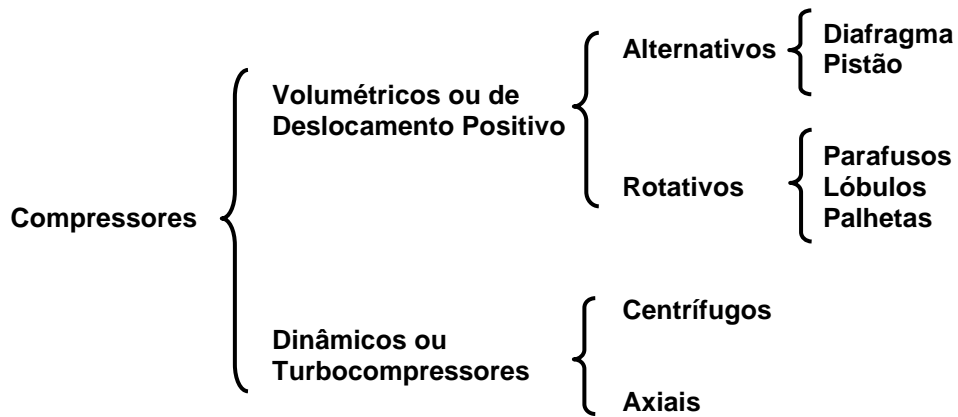 Compressores
Volumétricos ou de
Deslocamento Positivo
Alternativos
Diafragma
Pistão
Rotativos
Parafusos
Lóbulos
Palhetas
Dinâmicos ou
Turbocompressores
Centrífugos
Axiais